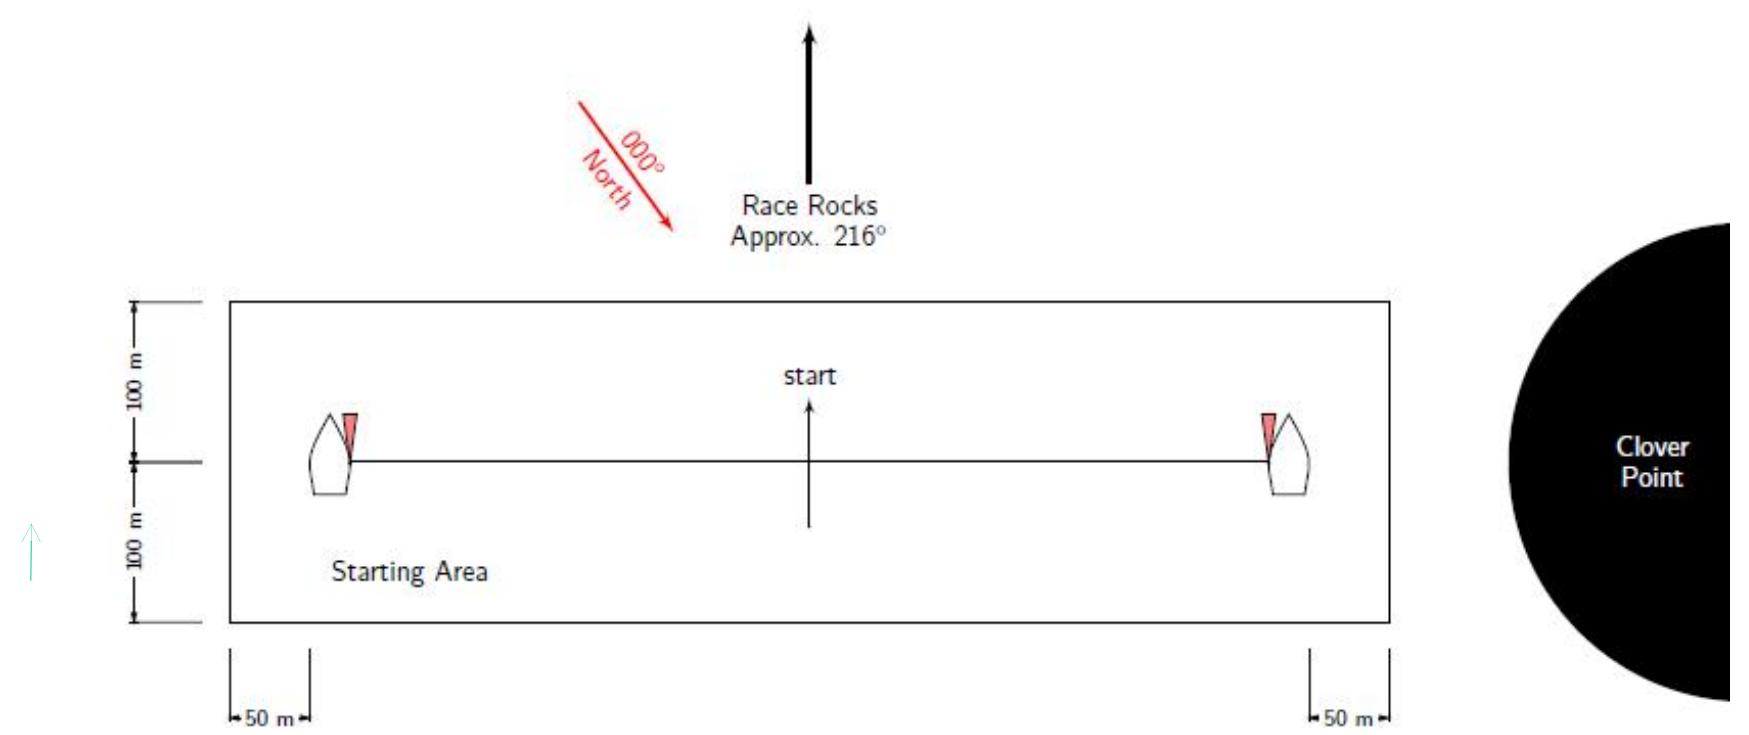 000°
North
Race Rocks
Approx. 216°
100 m
start
Clover
Point
100 m
Starting Area
50 m
50 m